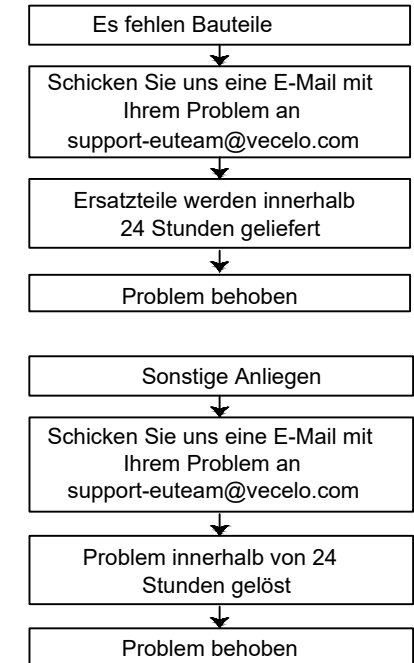 Es fehlen Bauteile
Schicken Sie uns eine E-Mail mit
Ihrem Problem an
support-euteam@vecelo.com
Ersatzteile werden innerhalb
24 Stunden geliefert
Problem behoben
Sonstige Anliegen
Schicken Sie uns eine E-Mail mit
Ihrem Problem an
support-euteam@vecelo.com
Problem innerhalb von 24
Stunden gelöst
Problem behoben